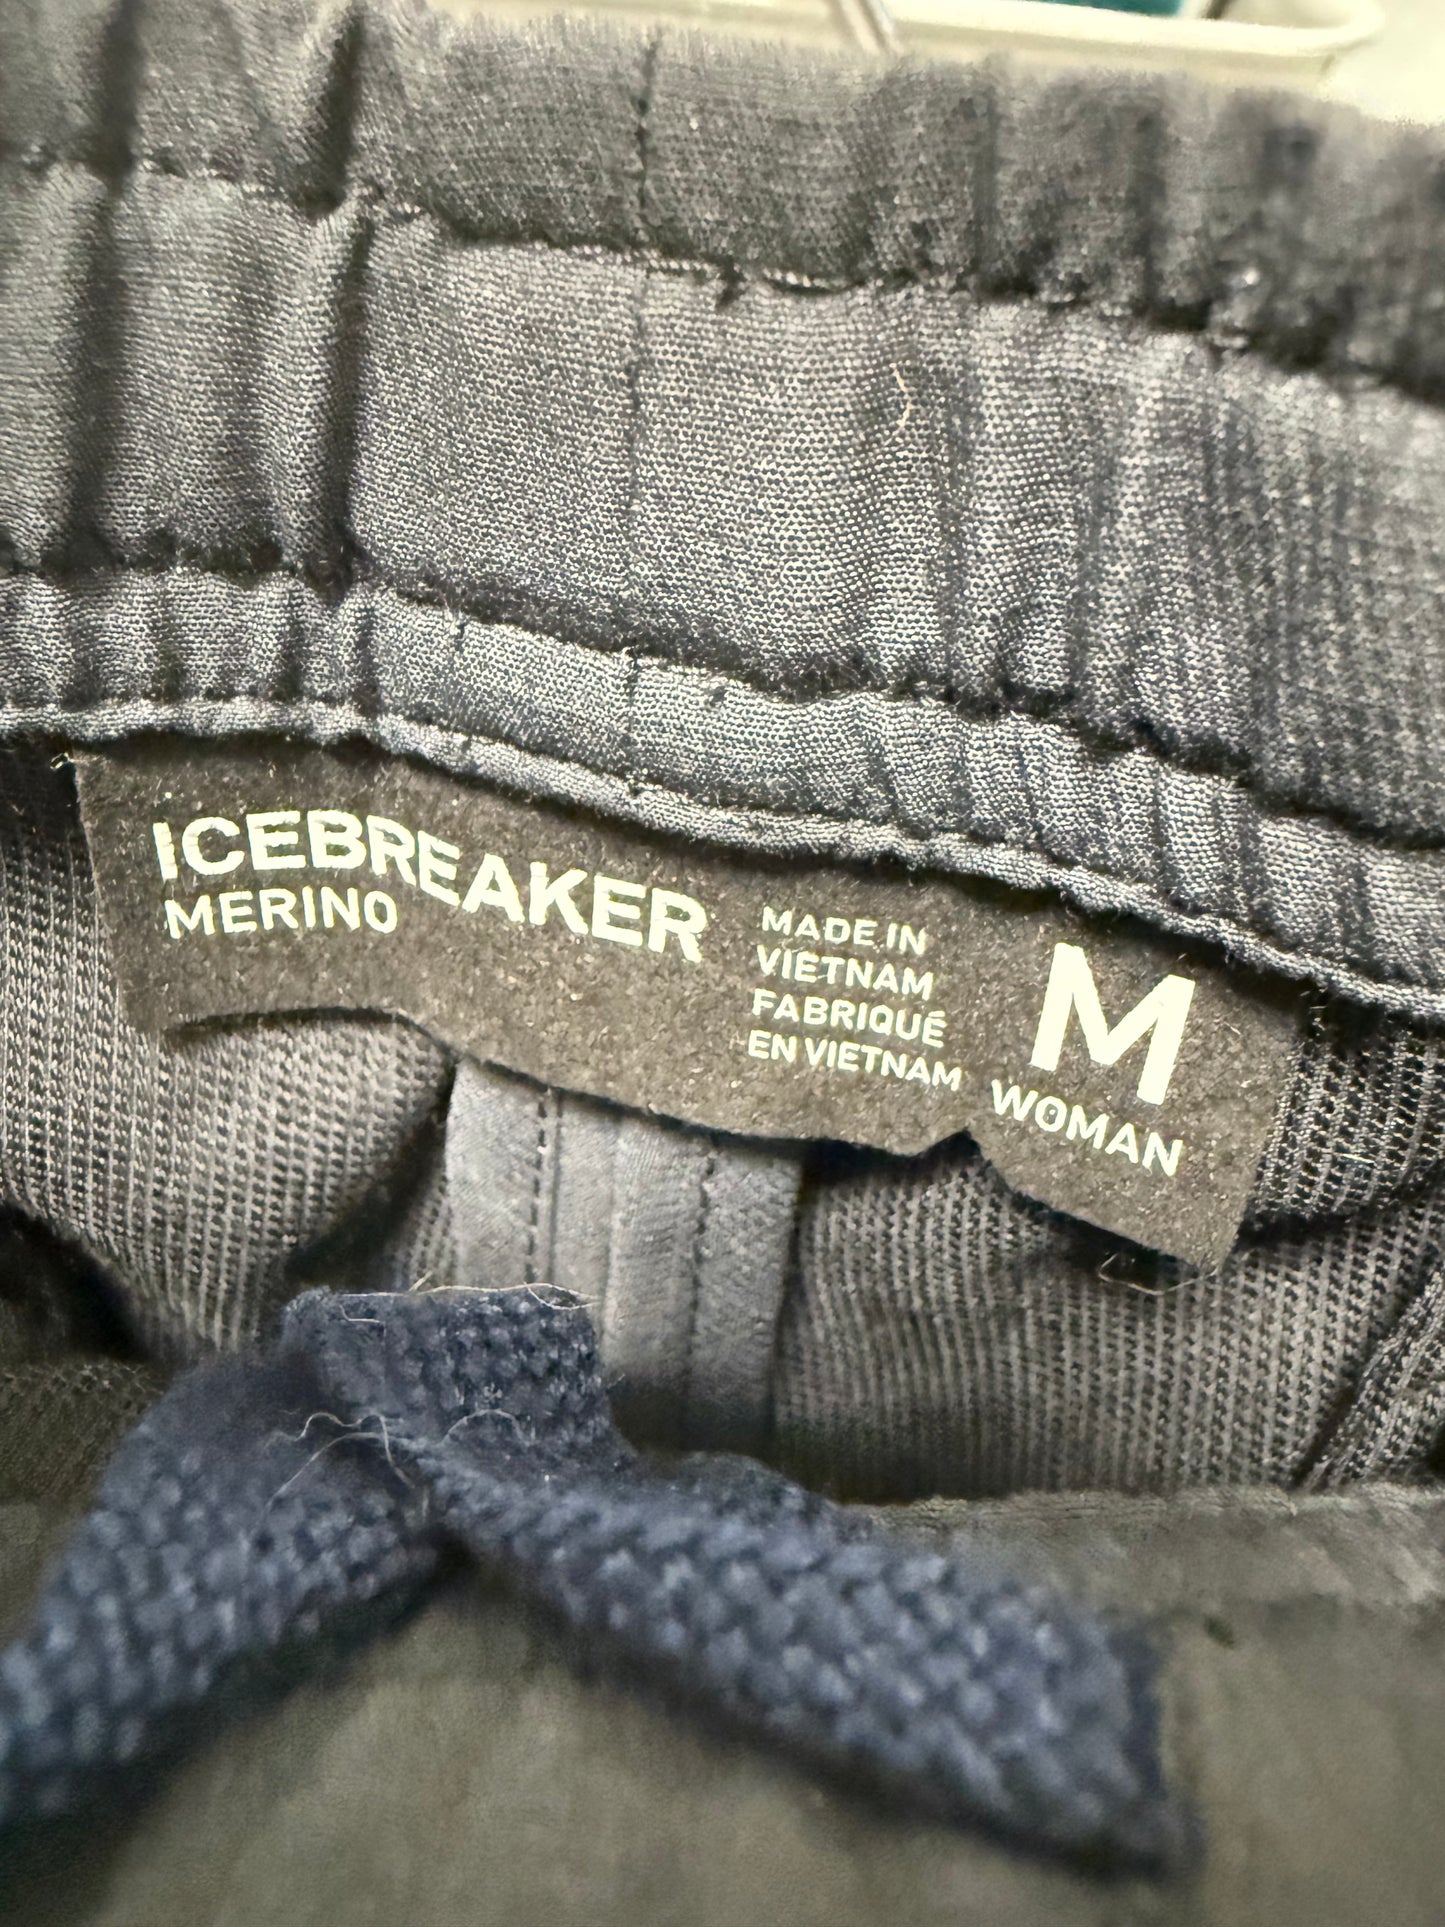 ICEBREAKER
MERINO
MADE IN
VIETNAM
FABRIQUÉ
EN VIETNAM
M
WOMAN